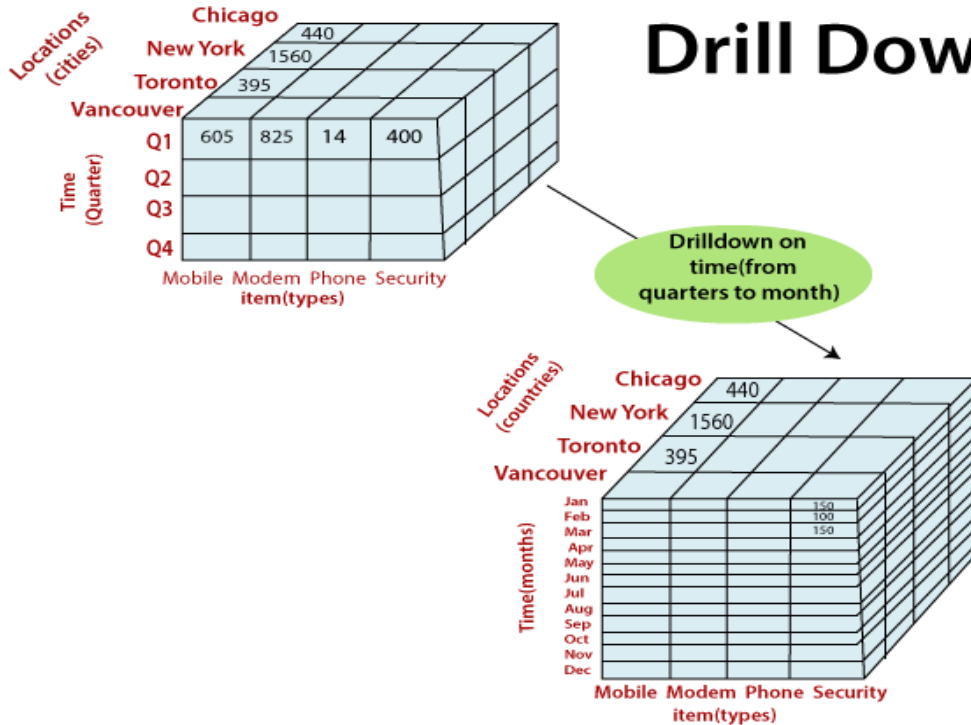 Drill Dow
Locations
(cities)
Chicago
New York
Toronto
Vancouver
440
1560
395
Time
(Quarter)
Q1
605 825 14 400
Q2
Q3
Q4
Mobile Modem Phone Security
item(types)
Drilldown on
time(from
quarters to month)
Locations
(countries)
Chicago
New York
Toronto
Vancouver
440
1560
395
Time(months)
Jan 150
Feb 100
Mar 150
Apr
May
Jun
Jul
Aug
Sep
Oct
Nov
Dec
Mobile Modem Phone Security
item(types)